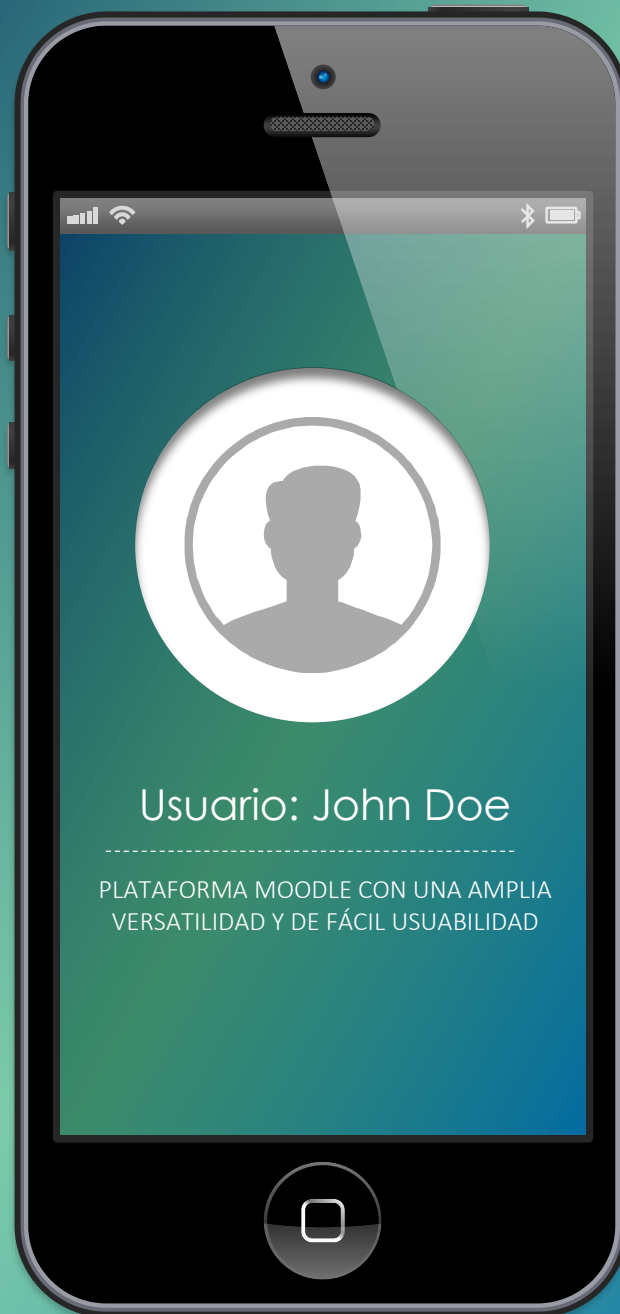 Usuario: John Doe
PLATAFORMA MOODLE CON UNA AMPLIA
VERSATILIDAD Y DE FÁCIL USUABILIDAD